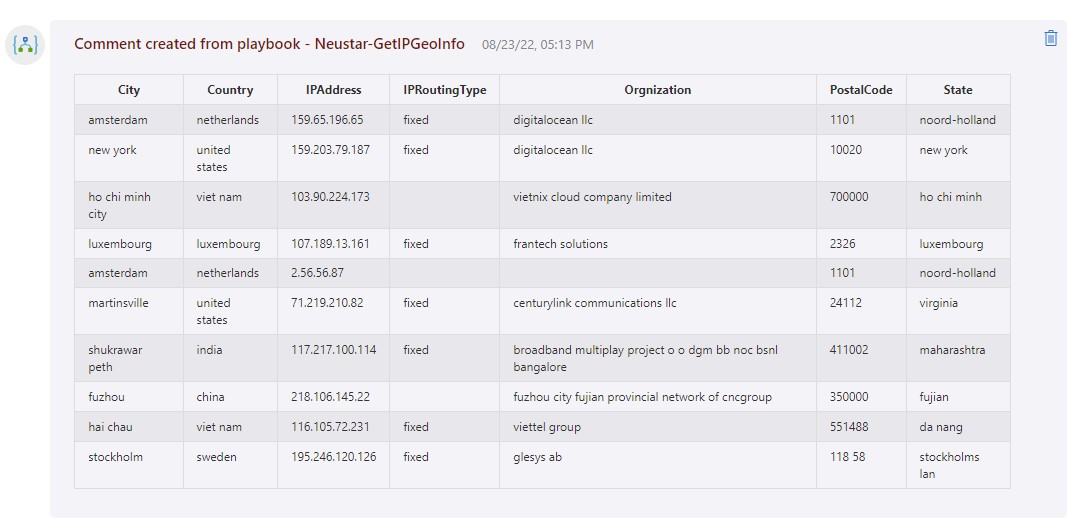 Comment created from playbook - Neustar-GetIPGeoInfo 08/23/22, 05:13 PM
City Country IPAddress IPRoutingType Orgnization PostalCode State
amsterdam netherlands 159.65.196.65 fixed digitalocean llc 1101 noord-holland
new york united states 159.203.79.187 fixed digitalocean llc 10020 new york
ho chi minh city viet nam 103.90.224.173 vietnix cloud company limited 700000 ho chi minh
luxembourg luxembourg 107.189.13.161 fixed frantech solutions 2326 luxembourg
amsterdam netherlands 2.56.56.87 1101 noord-holland
martinsville united states 71.219.210.82 fixed centurylink communications llc 24112 virginia
shukrawar peth india 117.217.100.114 fixed broadband multiplay project o o dgm bb noc bsnl bangalore 411002 maharashtra
fuzhou china 218.106.145.22 fuzhou city fujian provincial network of cncgroup 350000 fujian
hai chau viet nam 116.105.72.231 fixed viettel group 551488 da nang
stockholm sweden 195.246.120.126 fixed glesys ab 118 58 stockholms lan